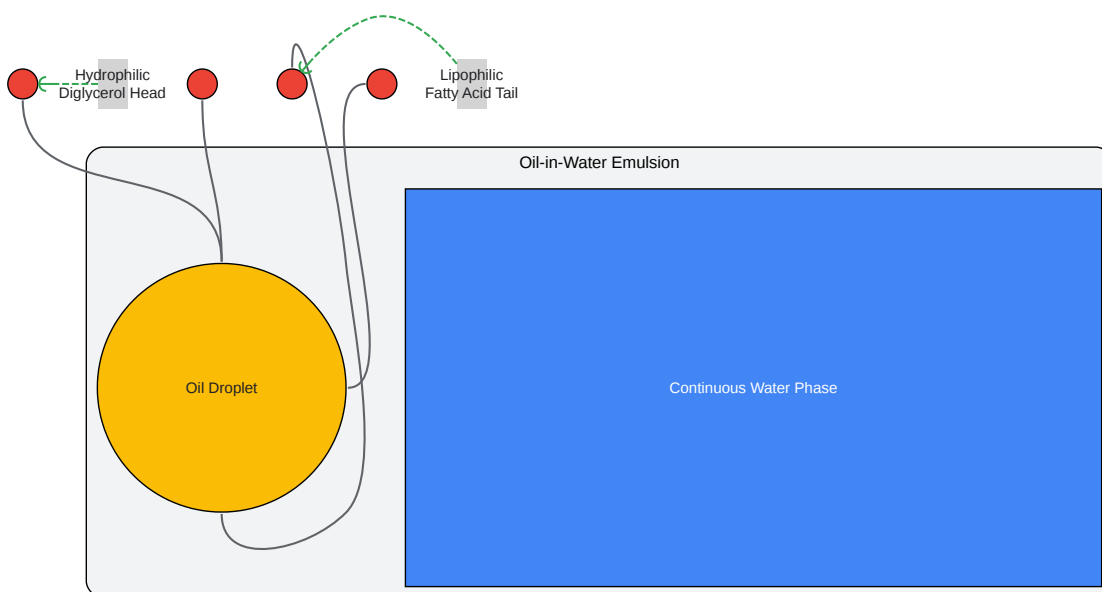 Hydrophilic
Diglycerol Head
Lipophilic
Fatty Acid Tail
Oil-in-Water Emulsion
Oil Droplet
Continuous Water Phase